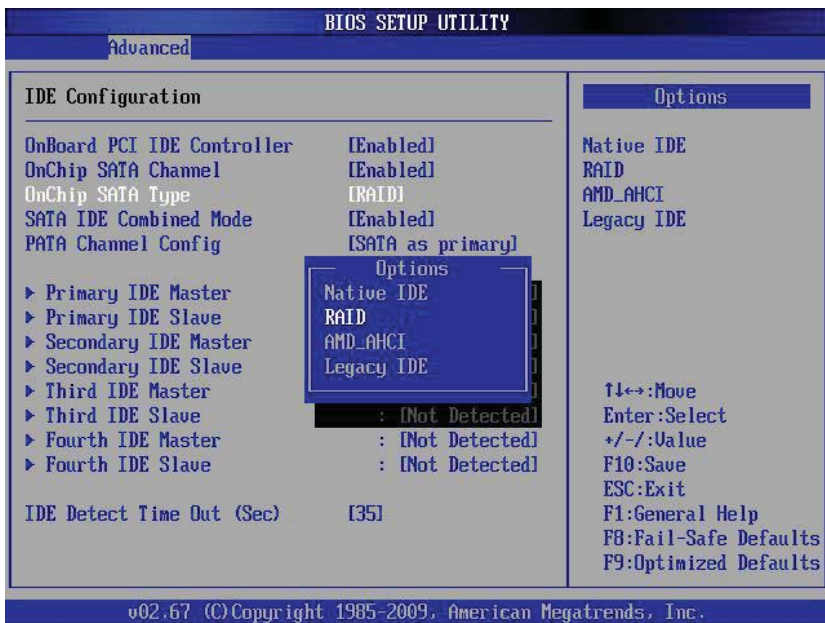 BIOS SETUP UTILITY
Advanced
IDE Configuration
OnBoard PCI IDE Controller [Enabled]
OnChip SATA Channel [Enabled]
OnChip SATA Type [RAID]
SATA IDE Combined Mode [Enabled]
PATA Channel Config [SATA as primary]
▶ Primary IDE Master ]
▶ Primary IDE Slave ]
▶ Secondary IDE Master ]
▶ Secondary IDE Slave ]
▶ Third IDE Master ]
▶ Third IDE Slave : [Not Detected]
▶ Fourth IDE Master : [Not Detected]
▶ Fourth IDE Slave : [Not Detected]
IDE Detect Time Out (Sec) [35]
Options
Native IDE
RAID
AMD_AHCI
Legacy IDE
Options
Native IDE
RAID
AMD_AHCI
Legacy IDE
↑↓←→:Move
Enter:Select
+/-/:Value
F10:Save
ESC:Exit
F1:General Help
F8:Fail-Safe Defaults
F9:Optimized Defaults
v02.67 (C)Copyright 1985-2009, American Megatrends, Inc.